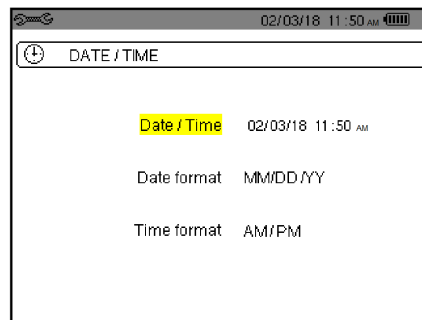 02/03/18 11:50 AM
DATE / TIME
Date / Time 02/03/18 11:50 AM
Date format MM/DD/YY
Time format AM/PM